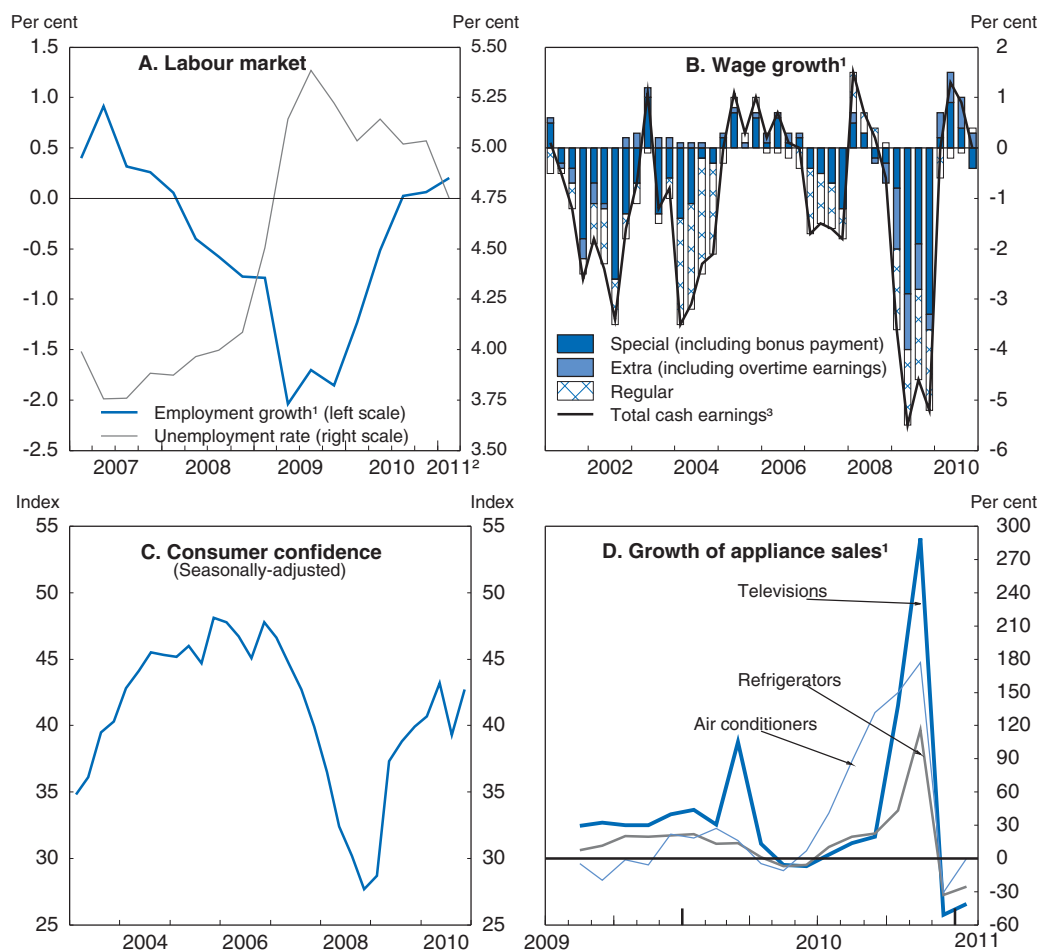 Per cent
Per cent
A. Labour market
1.5
1.0
0.5
0.0
-0.5
-1.0
-1.5
-2.0
-2.5
5.50
5.25
5.00
4.75
4.50
4.25
4.00
3.75
3.50
Employment growth¹ (left scale)
Unemployment rate (right scale)
2007 2008 2009 2010 2011²
Per cent
B. Wage growth¹
2
1
0
-1
-2
-3
-4
-5
-6
Special (including bonus payment)
Extra (including overtime earnings)
Regular
Total cash earnings³
2002 2004 2006 2008 2010
Index
Index
C. Consumer confidence
(Seasonally-adjusted)
55
50
45
40
35
30
25
55
50
45
40
35
30
25
2004 2006 2008 2010
Per cent
D. Growth of appliance sales¹
300
270
240
210
180
150
120
90
60
30
0
-30
-60
Televisions
Refrigerators
Air conditioners
2009 2010 2011